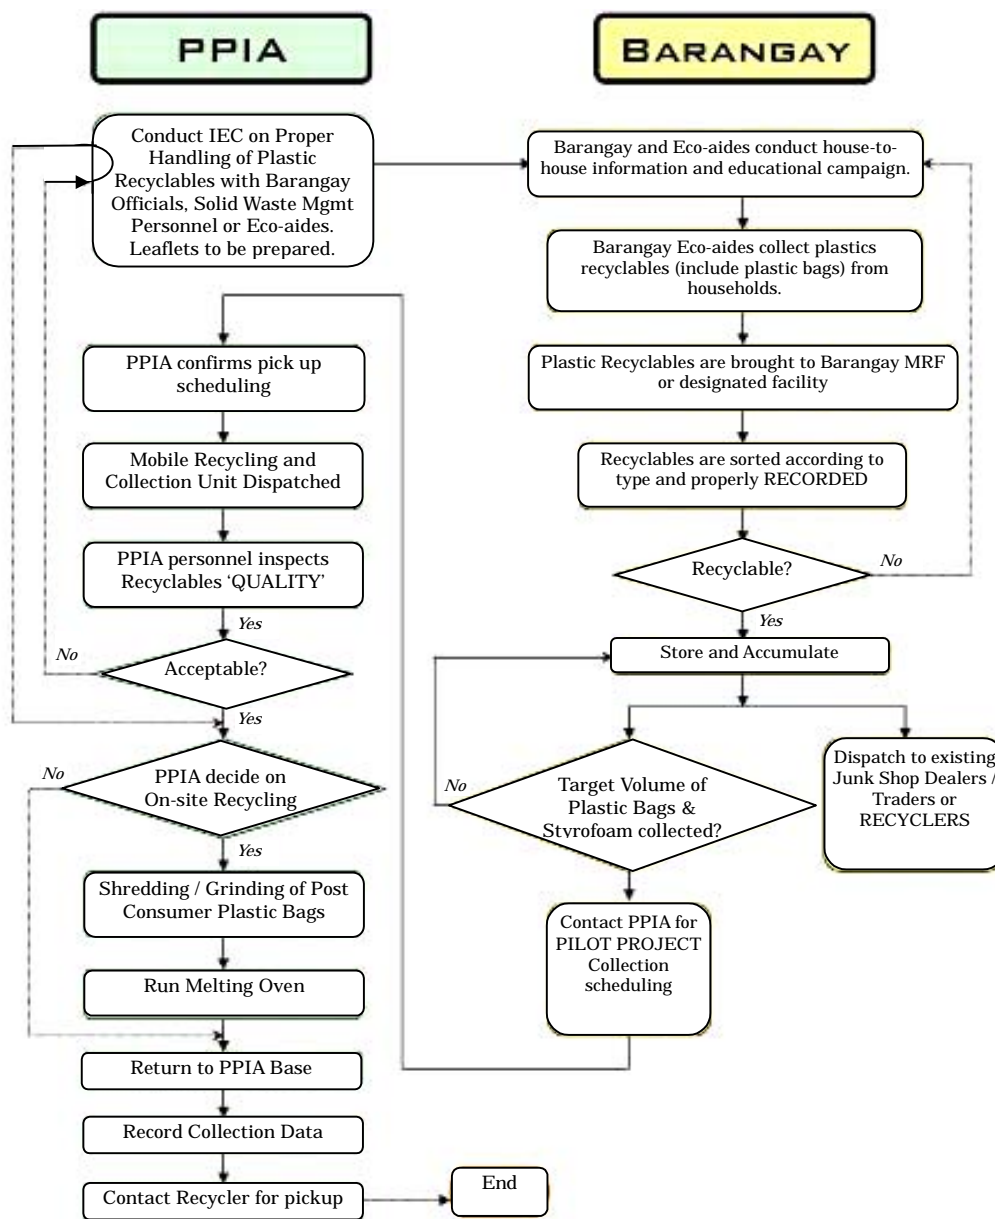 PPIA
BARANGAY
Conduct IEC on Proper
Handling of Plastic
Recyclables with Barangay
Officials, Solid Waste Mgmt
Personnel or Eco-aides.
Leaflets to be prepared.
Barangay and Eco-aides conduct house-to-
house information and educational campaign.
Barangay Eco-aides collect plastics
recyclables (include plastic bags) from
households.
Plastic Recyclables are brought to Barangay MRF
or designated facility
Recyclables are sorted according to
type and properly RECORDED
Recyclable?
No
Yes
Store and Accumulate
Target Volume of
Plastic Bags &
Styrofoam collected?
No
Dispatch to existing
Junk Shop Dealers /
Traders or
RECYCLERS
Contact PPIA for
PILOT PROJECT
Collection
scheduling
PPIA confirms pick up
scheduling
Mobile Recycling and
Collection Unit Dispatched
PPIA personnel inspects
Recyclables ‘QUALITY’
Yes
No
Acceptable?
Yes
No
PPIA decide on
On-site Recycling
Yes
Shredding / Grinding of Post
Consumer Plastic Bags
Run Melting Oven
Return to PPIA Base
Record Collection Data
Contact Recycler for pickup
End